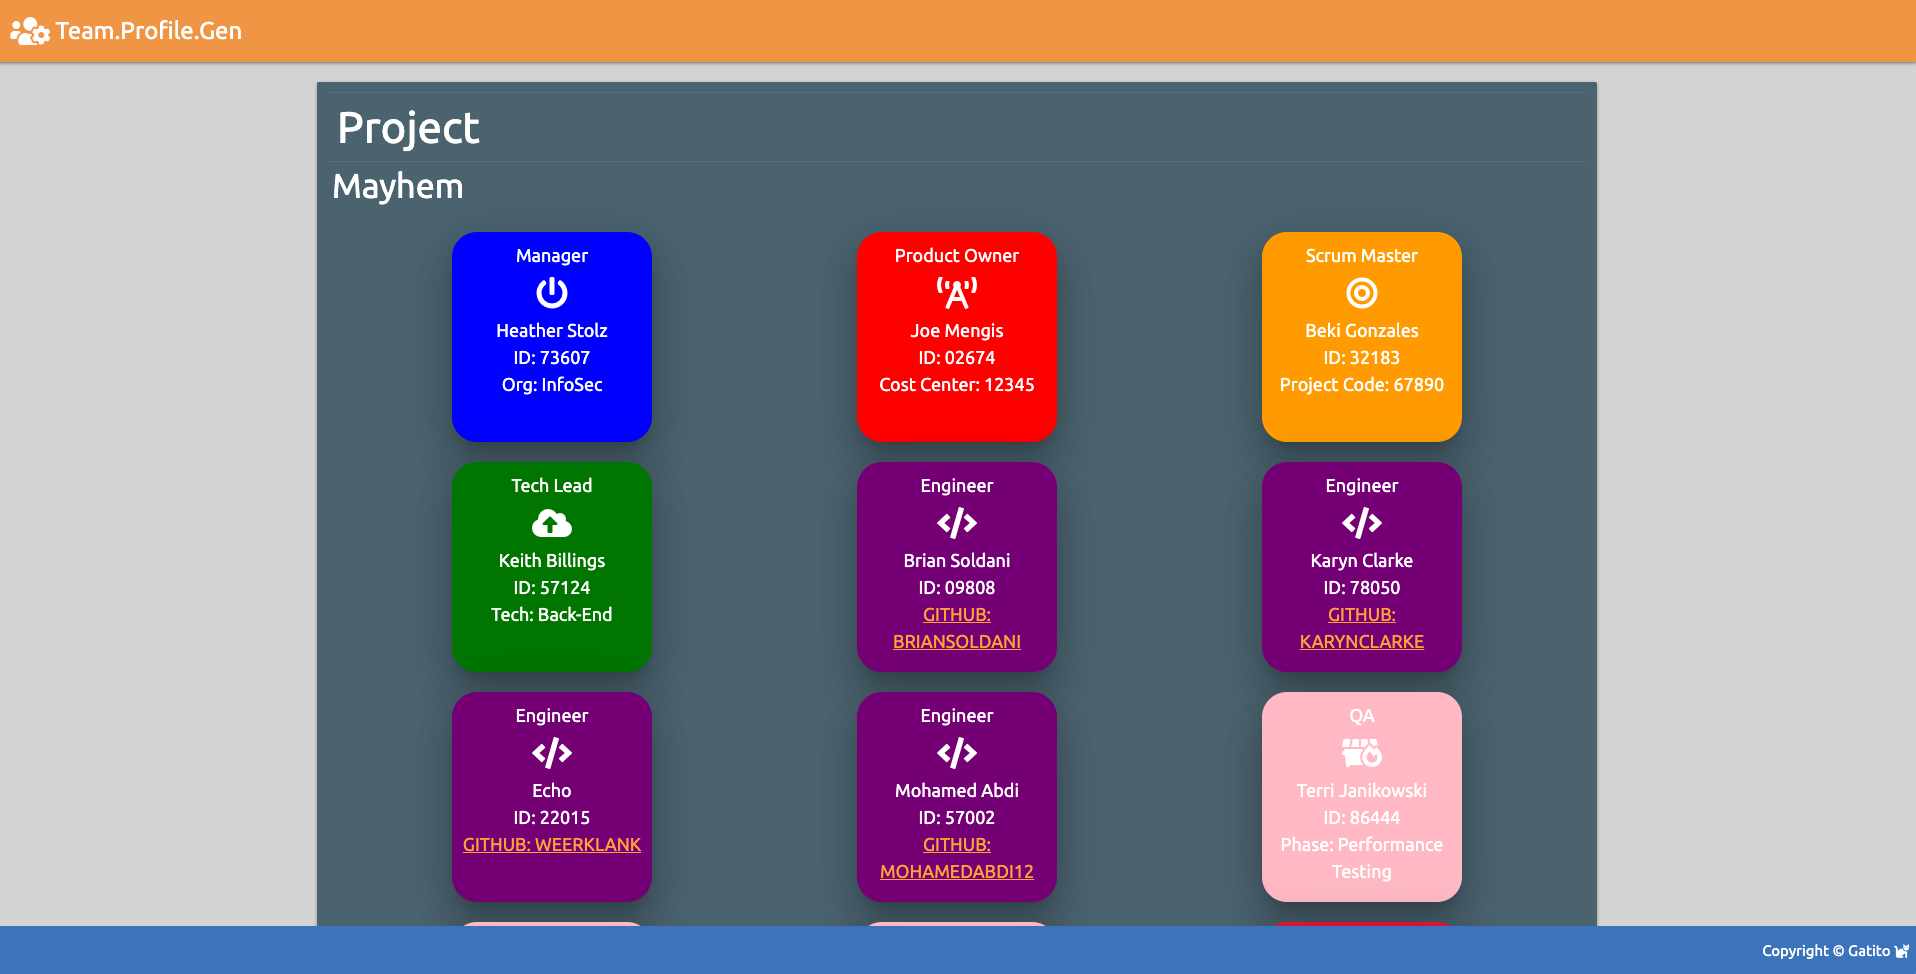 Team.Profile.Gen
Project
Mayhem
Manager
Heather Stolz
ID: 73607
Org: InfoSec
Product Owner
Joe Mengis
ID: 02674
Cost Center: 12345
Scrum Master
Beki Gonzales
ID: 32183
Project Code: 67890
Tech Lead
Keith Billings
ID: 57124
Tech: Back-End
Engineer
Brian Soldani
ID: 09808
GITHUB:
BRIANSOLDANI
Engineer
Karyn Clarke
ID: 78050
GITHUB:
KARYNCLARKE
Engineer
Echo
ID: 22015
GITHUB: WEERKLANK
Engineer
Mohamed Abdi
ID: 57002
GITHUB:
MOHAMEDABDI12
QA
Terri Janikowski
ID: 86444
Phase: Performance
Testing
Copyright © Gatito